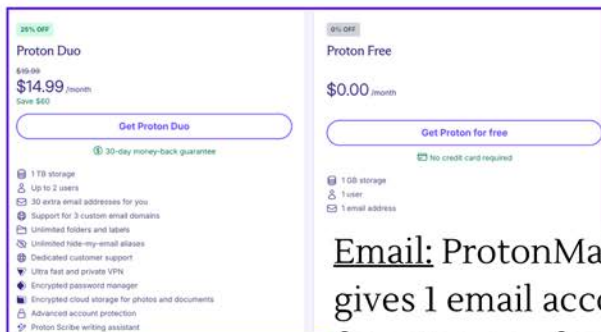 25% OFF
Proton Duo
$19.99
$14.99 /month
Save $60
Get Proton Duo
30-day money-back guarantee
1 TB storage
Up to 2 users
30 extra email addresses for you
Support for 3 custom email domains
Unlimited folders and labels
Unlimited hide-my-email aliases
Dedicated customer support
Ultra fast and private VPN
Encrypted password manager
Encrypted cloud storage for photos and documents
Advanced account protection
Proton Scribe writing assistant
0% OFF
Proton Free
$0.00 /month
Get Proton for free
No credit card required
1 GB storage
1 user
1 email address
Email: ProtonMa
gives 1 email acco